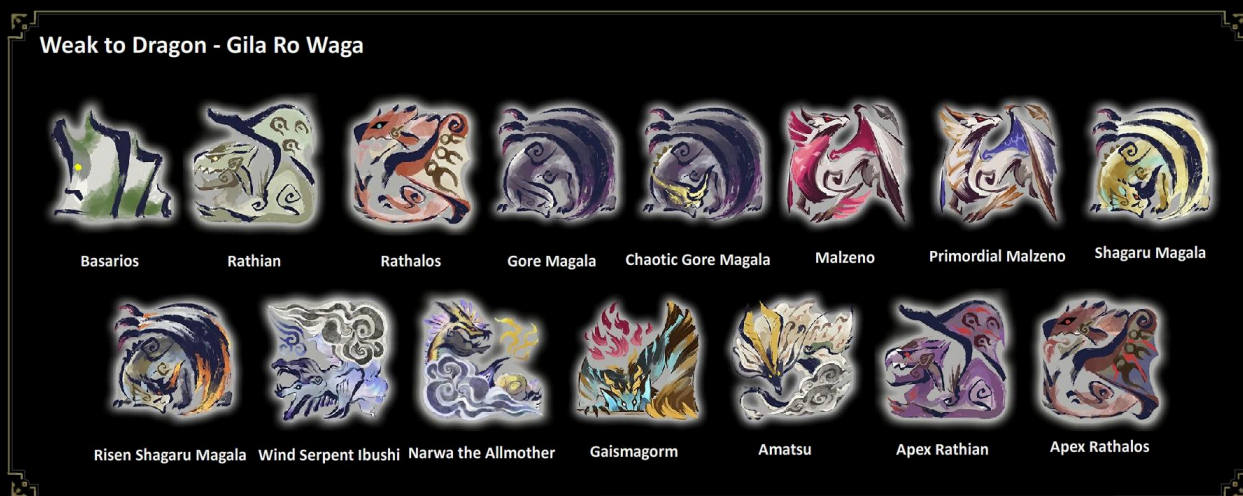 Weak to Dragon - Gila Ro Waga
Basarios
Rathian
Rathalos
Gore Magala
Chaotic Gore Magala
Malzeno
Primordial Malzeno
Shagaru Magala
Risen Shagaru Magala
Wind Serpent Ibushi
Narwa the Allmother
Gaismagorm
Amatsu
Apex Rathian
Apex Rathalos